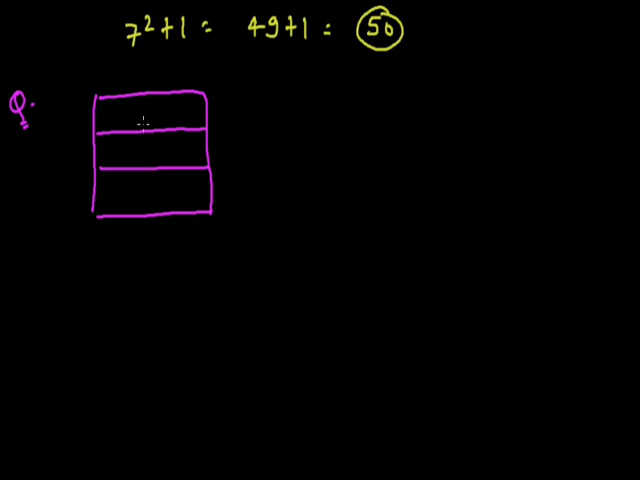 7²+1 = 49+1 = 50
Q.